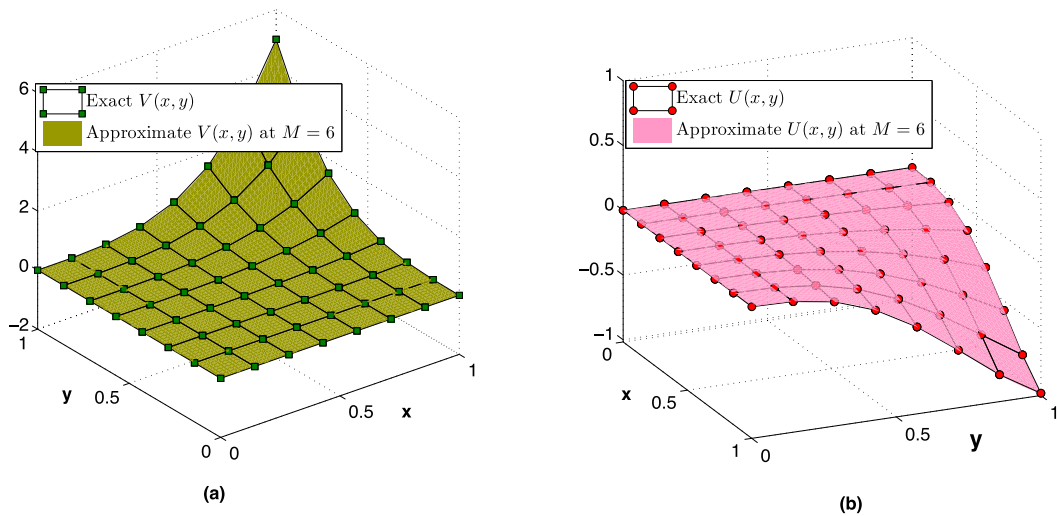 6
4
2
0
−2
Exact V(x, y)
Approximate V(x, y) at M = 6
1
0.5
0
y
0
0.5
1
x
(a)
1
0.5
0
−0.5
−1
Exact U(x, y)
Approximate U(x, y) at M = 6
0
0.5
1
x
0
0.5
1
y
(b)